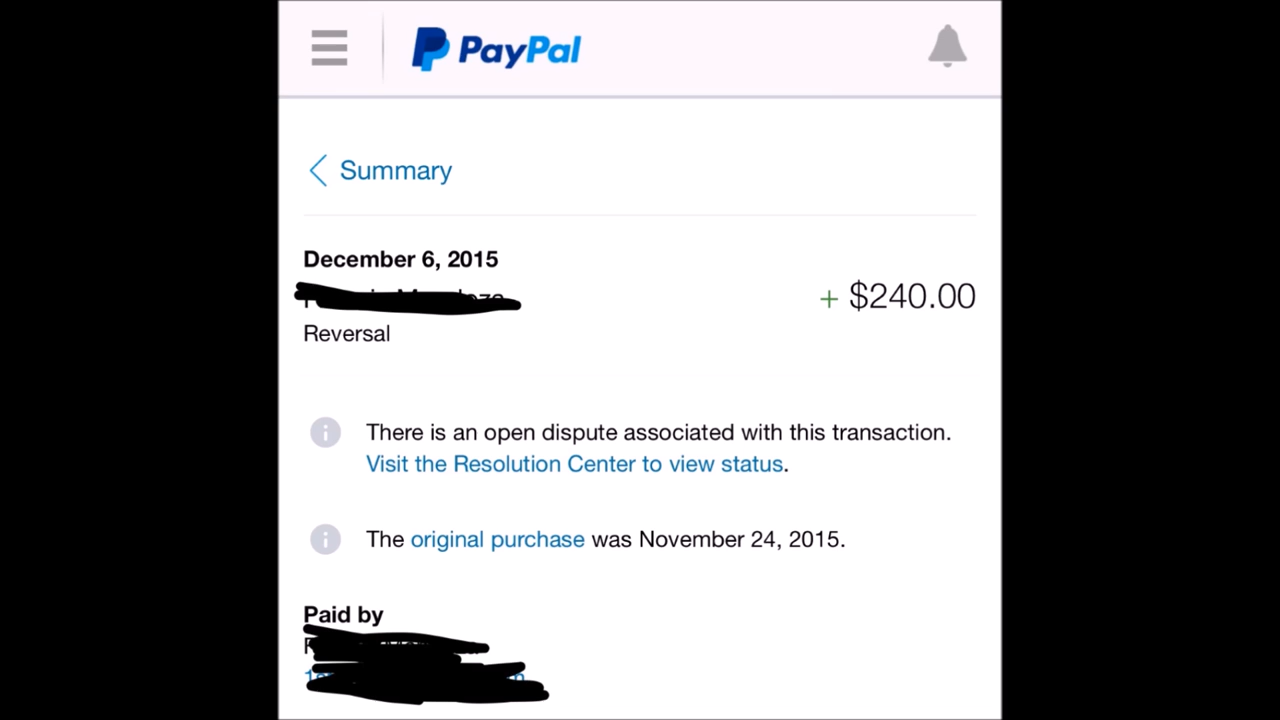 PayPal
Summary
December 6, 2015
+ $240.00
Reversal
There is an open dispute associated with this transaction.
Visit the Resolution Center to view status.
The original purchase was November 24, 2015.
Paid by